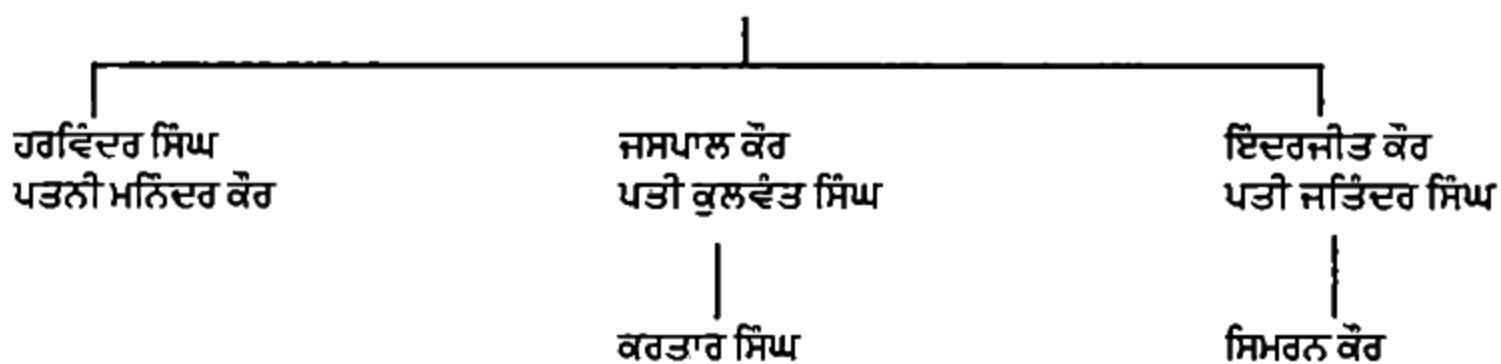 ਹਰਵਿੰਦਰ ਸਿੰਘ
ਪਤਨੀ ਮਨਿੰਦਰ ਕੌਰ
ਜਸਪਾਲ ਕੌਰ
ਪਤੀ ਕੁਲਵੰਤ ਸਿੰਘ
ਇੰਦਰਜੀਤ ਕੌਰ
ਪਤੀ ਜਤਿੰਦਰ ਸਿੰਘ
ਕਰਤਾਰ ਸਿੰਘ
ਸਿਮਰਨ ਕੌਰ